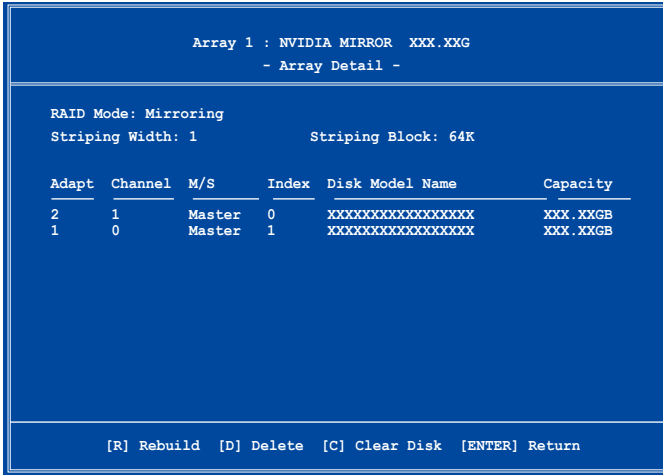 Array 1 : NVIDIA MIRROR XXX.XXG
- Array Detail -
RAID Mode: Mirroring
Striping Width: 1 Striping Block: 64K
Adapt Channel M/S Index Disk Model Name Capacity
2 1 Master 0 XXXXXXXXXXXXXXXXX XXX.XXGB
1 0 Master 1 XXXXXXXXXXXXXXXXX XXX.XXGB
[R] Rebuild [D] Delete [C] Clear Disk [ENTER] Return